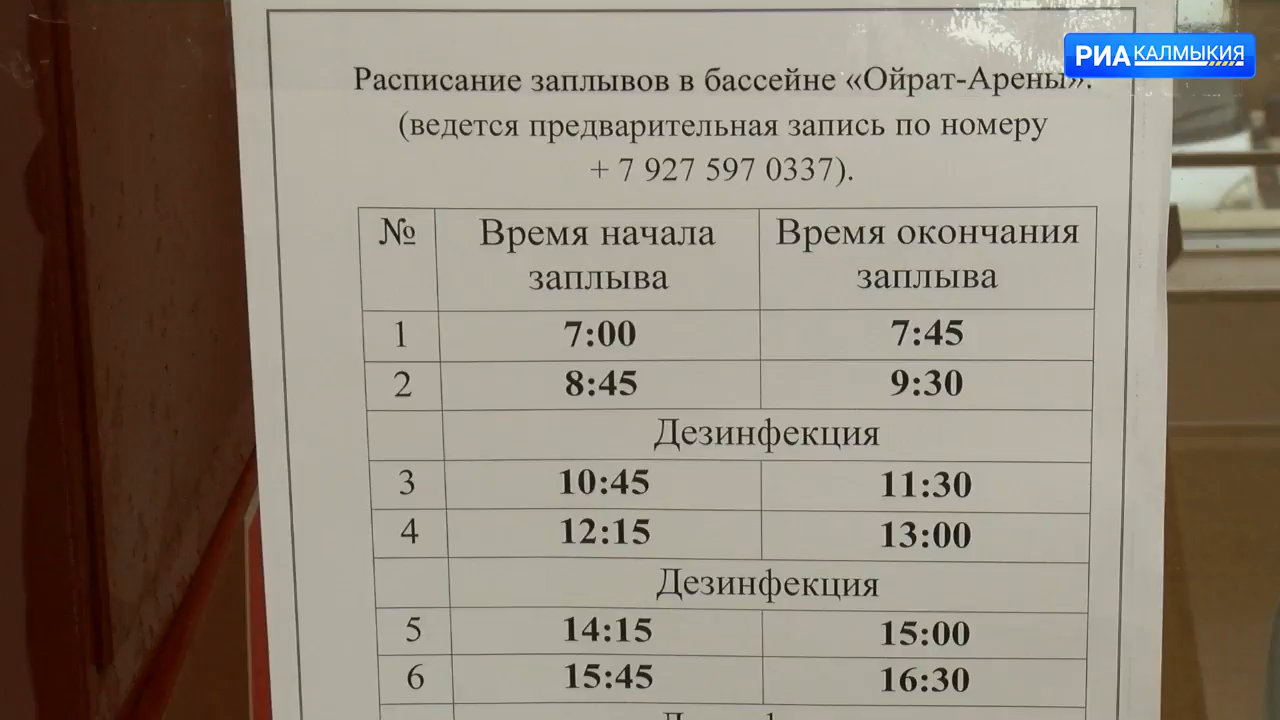 РИА КАЛМЫКИЯ
Расписание заплывов в бассейне «Ойрат-Арены».
(ведется предварительная запись по номеру
+ 7 927 597 0337).
№ Время начала заплыва Время окончания заплыва
1 7:00 7:45
2 8:45 9:30
Дезинфекция
3 10:45 11:30
4 12:15 13:00
Дезинфекция
5 14:15 15:00
6 15:45 16:30